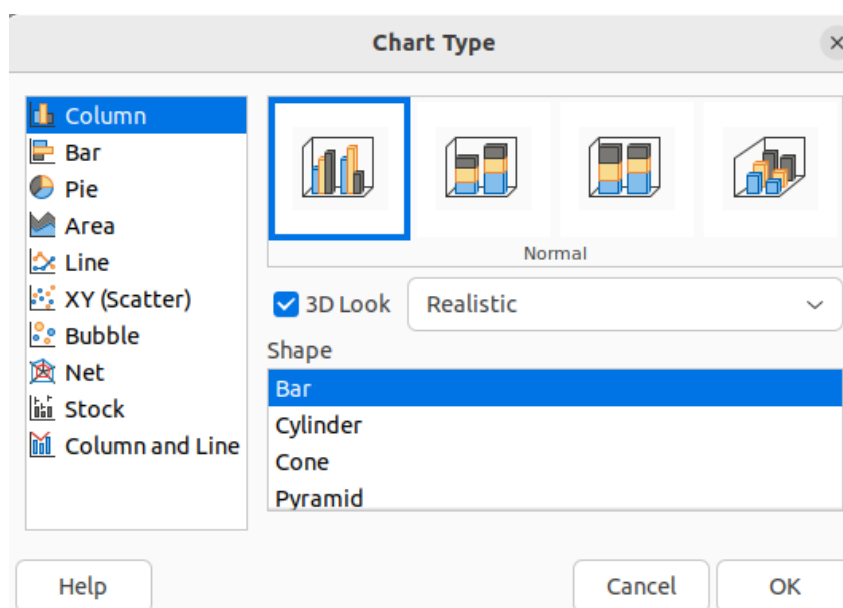 Chart Type
Column
Bar
Pie
Area
Line
XY (Scatter)
Bubble
Net
Stock
Column and Line
Normal
3D Look
Realistic
Shape
Bar
Cylinder
Cone
Pyramid
Help
Cancel
OK